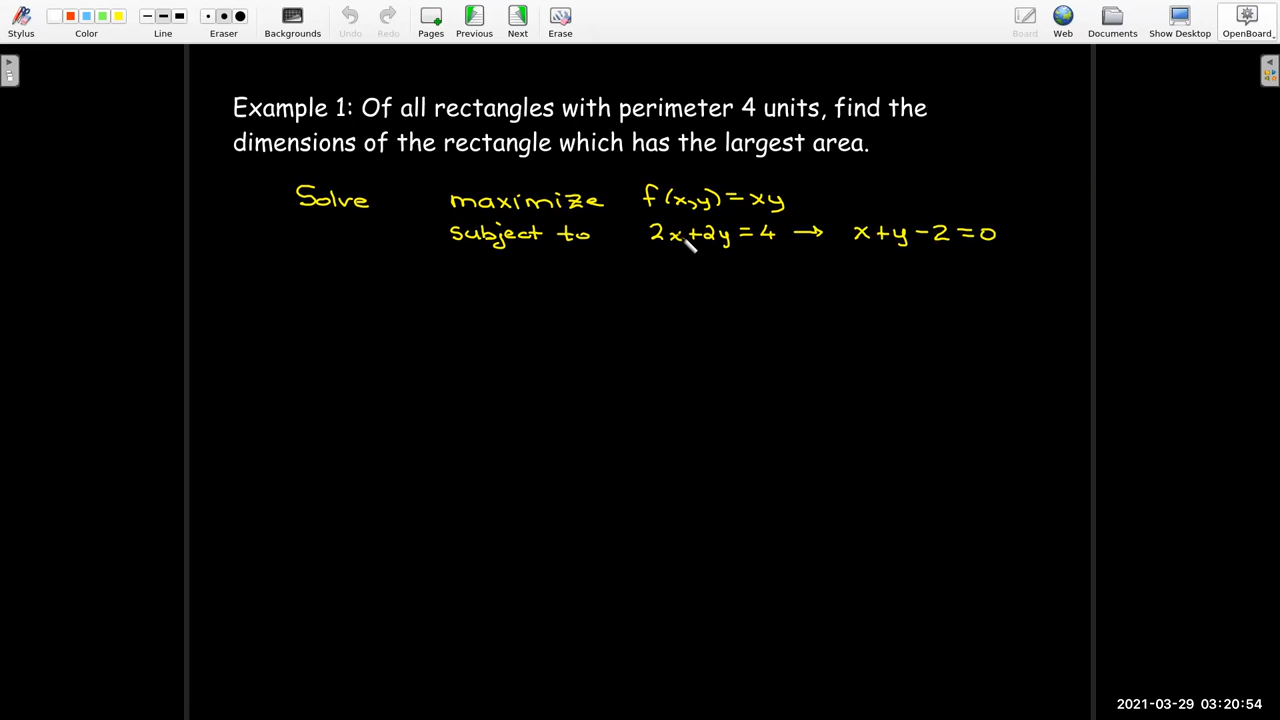 Stylus Color Line Eraser Backgrounds Undo Redo Pages Previous Next Erase Board Web Documents Show Desktop OpenBoard
Example 1: Of all rectangles with perimeter 4 units, find the
dimensions of the rectangle which has the largest area.
Solve maximize f(x,y) = xy
subject to 2x+2y = 4 → x+y-2=0
2021-03-29 03:20:54